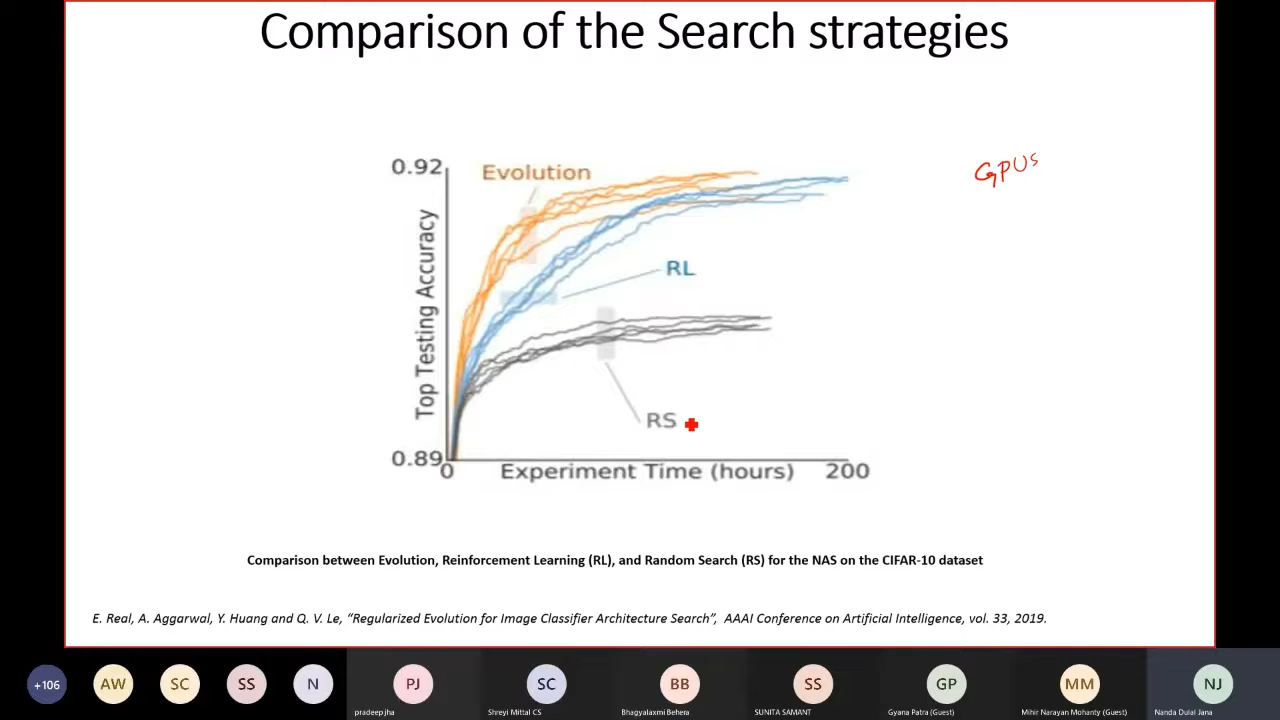 Comparison of the Search strategies
GPUs
0.92
Evolution
Top Testing Accuracy
RL
RS
0.89
0
Experiment Time (hours)
200
Comparison between Evolution, Reinforcement Learning (RL), and Random Search (RS) for the NAS on the CIFAR-10 dataset
E. Real, A. Aggarwal, Y. Huang and Q. V. Le, “Regularized Evolution for Image Classifier Architecture Search”, AAAI Conference on Artificial Intelligence, vol. 33, 2019.
+106
AW
SC
SS
N
PJ
SC
BB
SS
GP
MM
NJ
pradeep jha
Shreyi Mittal CS
Bhagyalaxmi Behera
SUNITA SAMANT
Gyana Patra (Guest)
Mihir Narayan Mohanty (Guest)
Nanda Dulal Jana